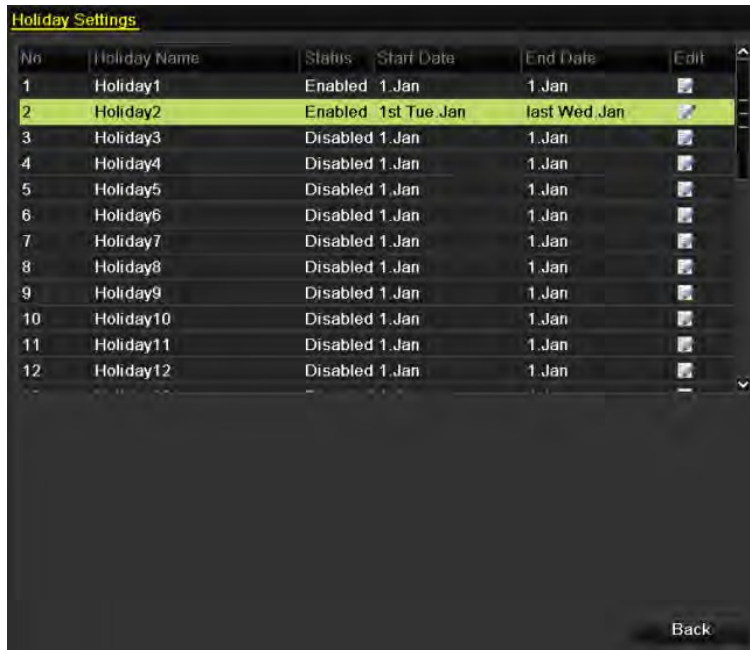 Holiday Settings
No. Holiday Name Status Start Date End Date Edit
1 Holiday1 Enabled 1.Jan 1.Jan
2 Holiday2 Enabled 1st Tue.Jan last Wed.Jan
3 Holiday3 Disabled 1.Jan 1.Jan
4 Holiday4 Disabled 1.Jan 1.Jan
5 Holiday5 Disabled 1.Jan 1.Jan
6 Holiday6 Disabled 1.Jan 1.Jan
7 Holiday7 Disabled 1.Jan 1.Jan
8 Holiday8 Disabled 1.Jan 1.Jan
9 Holiday9 Disabled 1.Jan 1.Jan
10 Holiday10 Disabled 1.Jan 1.Jan
11 Holiday11 Disabled 1.Jan 1.Jan
12 Holiday12 Disabled 1.Jan 1.Jan
Back